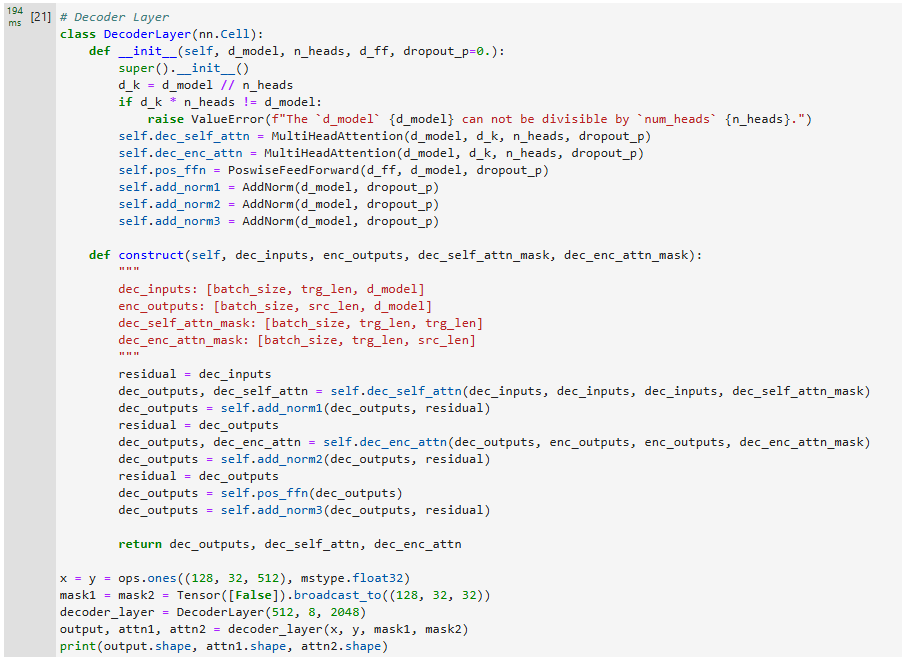 194
ms
[21]
# Decoder Layer
class DecoderLayer(nn.Cell):
    def __init__(self, d_model, n_heads, d_ff, dropout_p=0.):
        super().__init__()
        d_k = d_model // n_heads
        if d_k * n_heads != d_model:
            raise ValueError(f"The `d_model` {d_model} can not be divisible by `num_heads` {n_heads}.")
        self.dec_self_attn = MultiHeadAttention(d_model, d_k, n_heads, dropout_p)
        self.dec_enc_attn = MultiHeadAttention(d_model, d_k, n_heads, dropout_p)
        self.pos_ffn = PoswiseFeedForward(d_ff, d_model, dropout_p)
        self.add_norm1 = AddNorm(d_model, dropout_p)
        self.add_norm2 = AddNorm(d_model, dropout_p)
        self.add_norm3 = AddNorm(d_model, dropout_p)

    def construct(self, dec_inputs, enc_outputs, dec_self_attn_mask, dec_enc_attn_mask):
        """
        dec_inputs: [batch_size, trg_len, d_model]
        enc_outputs: [batch_size, src_len, d_model]
        dec_self_attn_mask: [batch_size, trg_len, trg_len]
        dec_enc_attn_mask: [batch_size, trg_len, src_len]
        """
        residual = dec_inputs
        dec_outputs, dec_self_attn = self.dec_self_attn(dec_inputs, dec_inputs, dec_inputs, dec_self_attn_mask)
        dec_outputs = self.add_norm1(dec_outputs, residual)
        residual = dec_outputs
        dec_outputs, dec_enc_attn = self.dec_enc_attn(dec_outputs, enc_outputs, enc_outputs, dec_enc_attn_mask)
        dec_outputs = self.add_norm2(dec_outputs, residual)
        residual = dec_outputs
        dec_outputs = self.pos_ffn(dec_outputs)
        dec_outputs = self.add_norm3(dec_outputs, residual)

        return dec_outputs, dec_self_attn, dec_enc_attn

x = y = ops.ones((128, 32, 512), mstype.float32)
mask1 = mask2 = Tensor([False]).broadcast_to((128, 32, 32))
decoder_layer = DecoderLayer(512, 8, 2048)
output, attn1, attn2 = decoder_layer(x, y, mask1, mask2)
print(output.shape, attn1.shape, attn2.shape)